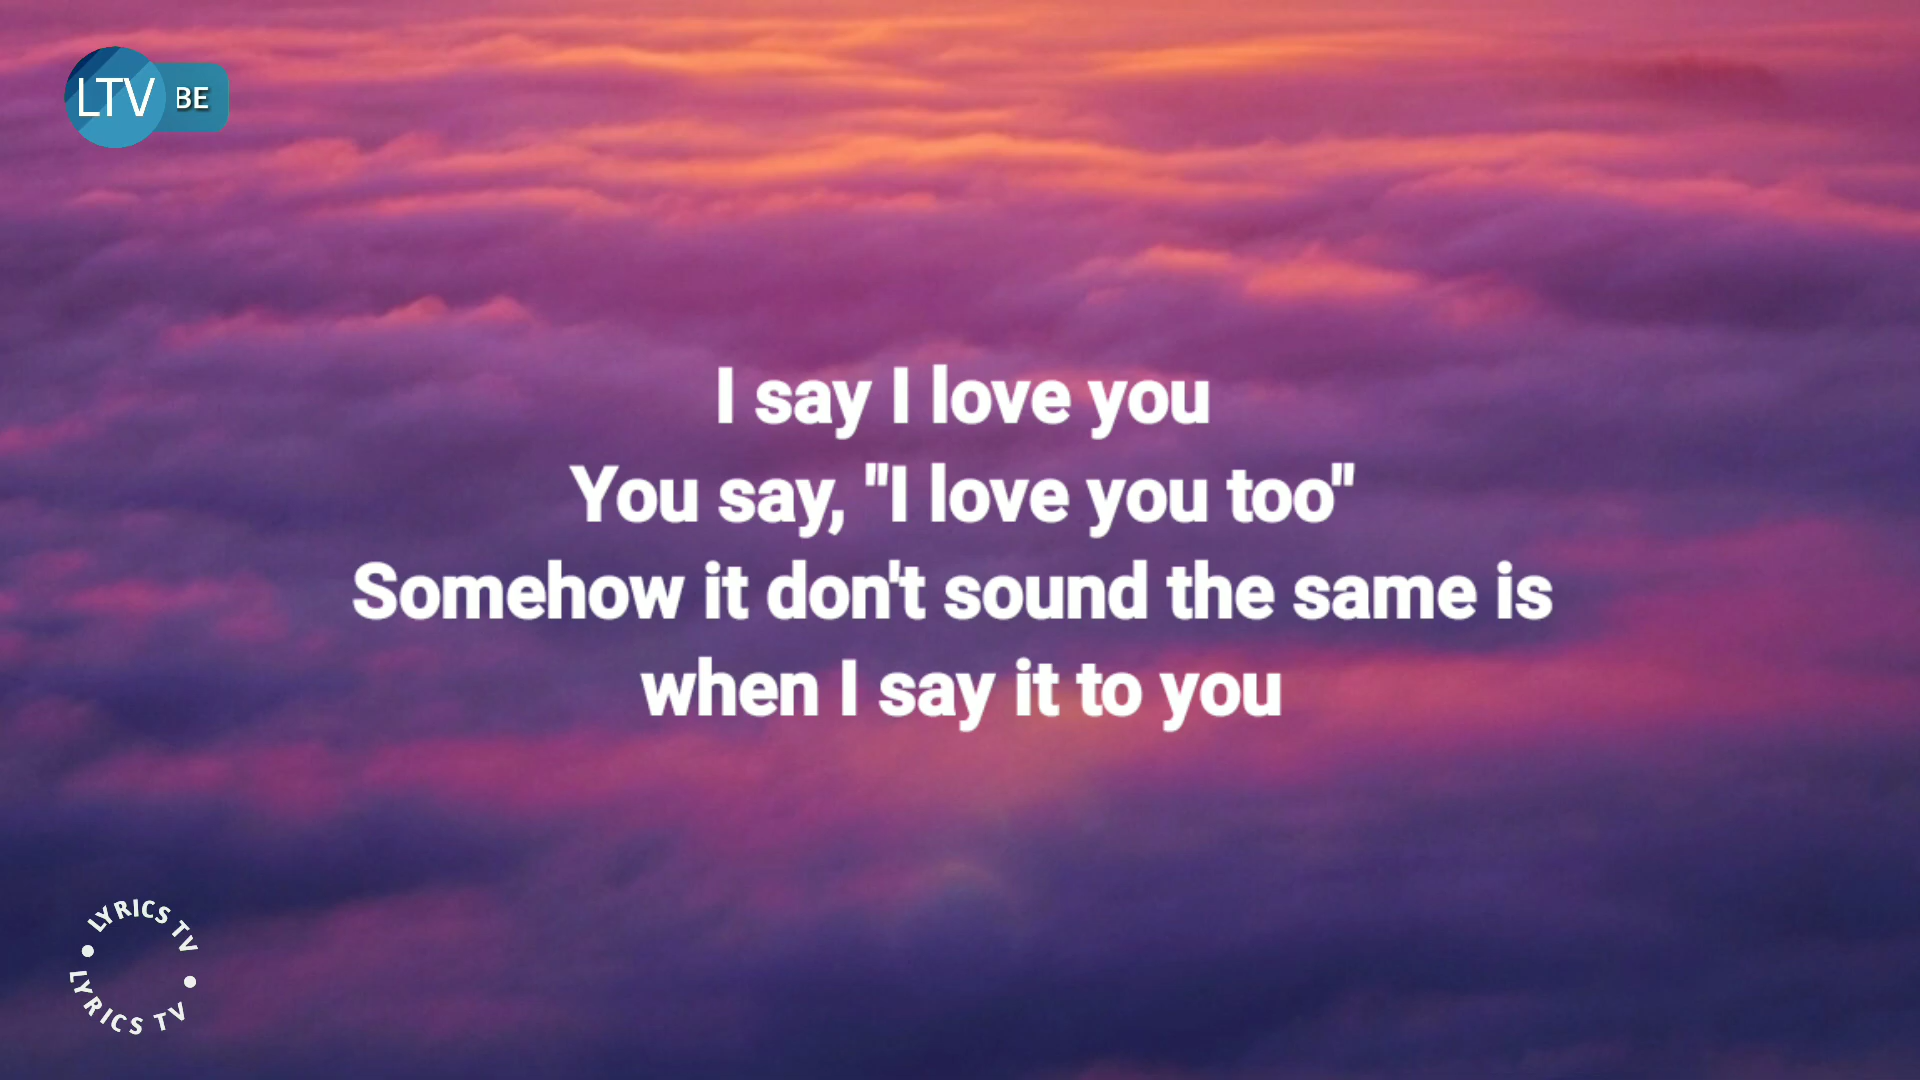 LTV BE
I say I love you
You say, "I love you too"
Somehow it don't sound the same is
when I say it to you
LYRICS TV
LYRICS TV